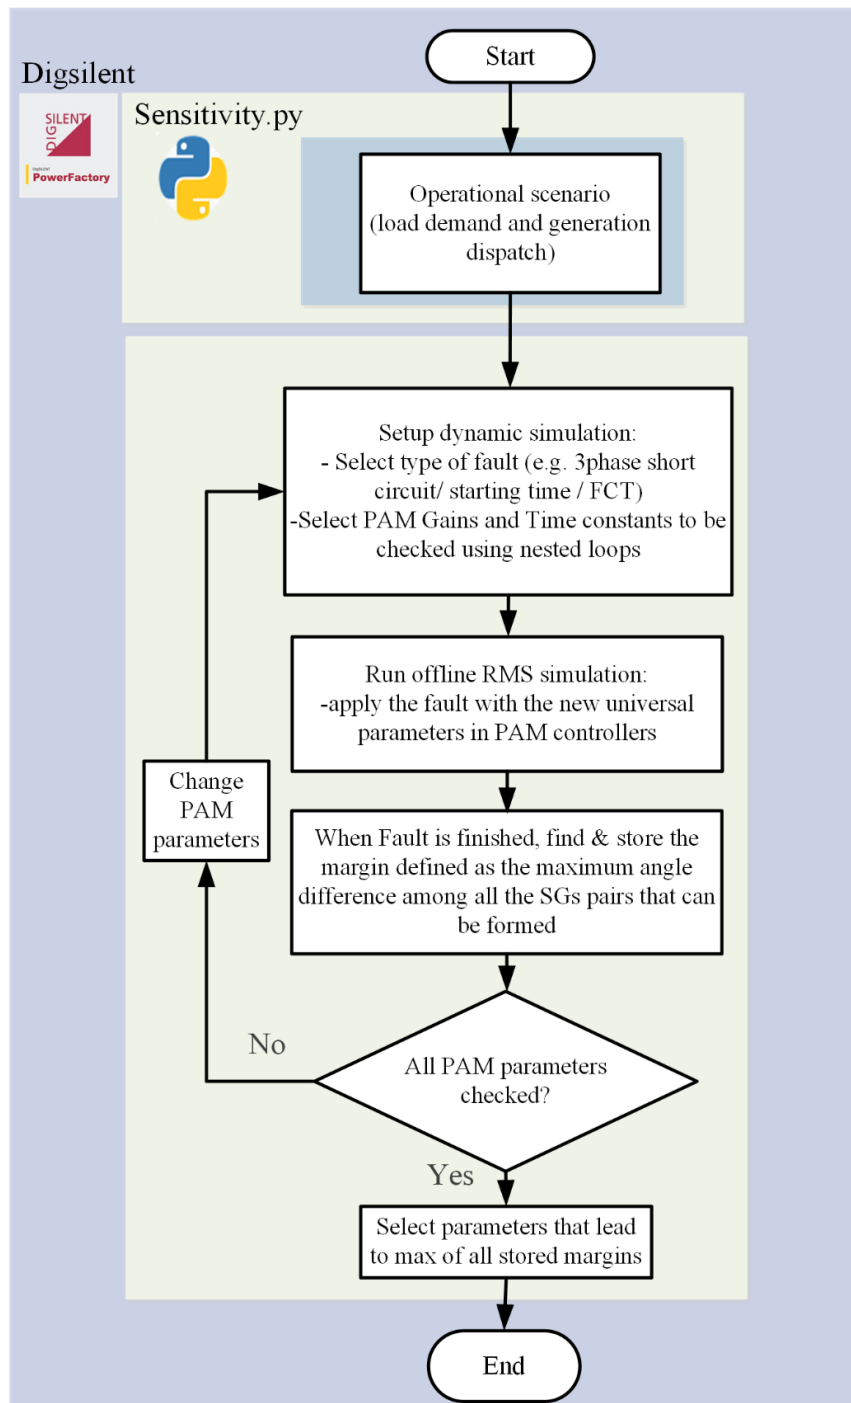 Start
Digsilent
DIG
SILENT
DIgSILENT
PowerFactory
Sensitivity.py
Operational scenario
(load demand and generation
dispatch)
Setup dynamic simulation:
- Select type of fault (e.g. 3phase short
circuit/ starting time / FCT)
-Select PAM Gains and Time constants to be
checked using nested loops
Run offline RMS simulation:
-apply the fault with the new universal
parameters in PAM controllers
Change
PAM
parameters
When Fault is finished, find & store the
margin defined as the maximum angle
difference among all the SGs pairs that can
be formed
No
All PAM parameters
checked?
Yes
Select parameters that lead
to max of all stored margins
End